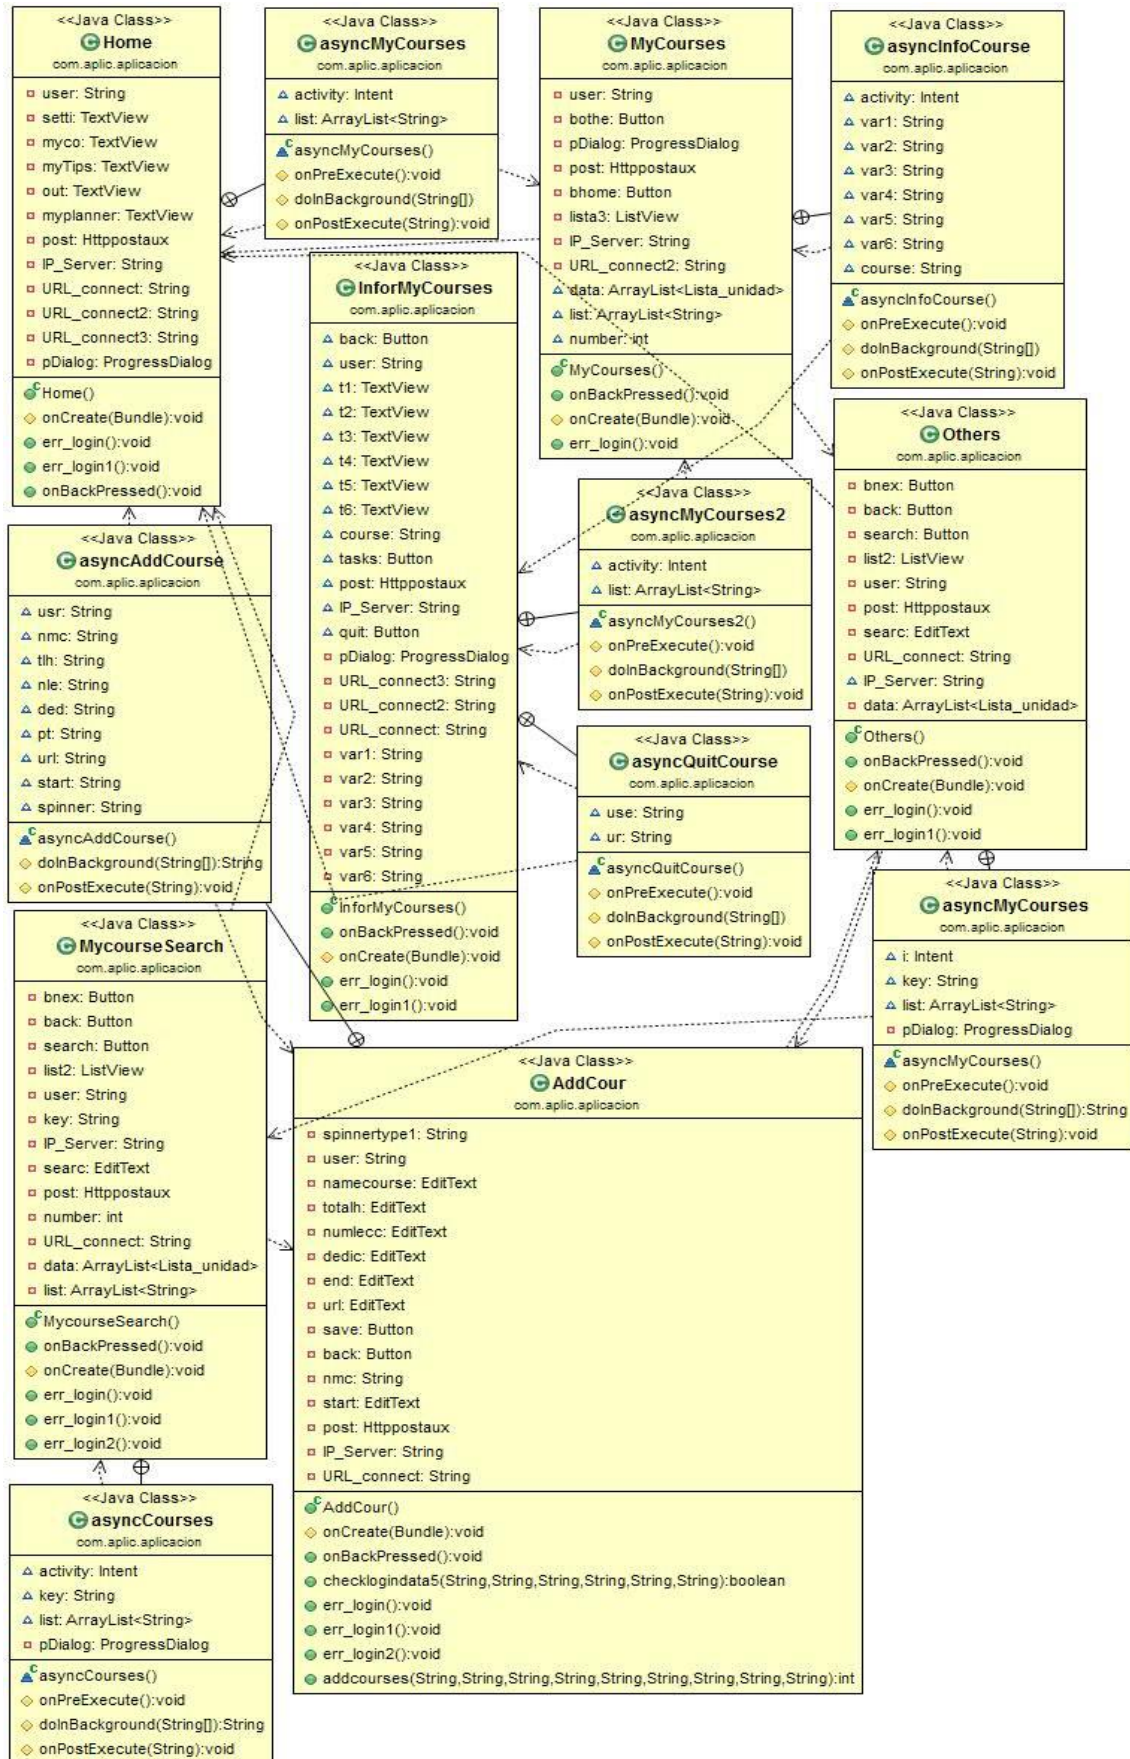 <<Java Class>>
Home
com.aplic.aplicacion
user: String
setti: TextView
myco: TextView
myTips: TextView
out: TextView
myplanner: TextView
post: Httppostaux
IP_Server: String
URL_connect: String
URL_connect2: String
URL_connect3: String
pDialog: ProgressDialog
Home()
onCreate(Bundle):void
err_login():void
err_login1():void
onBackPressed():void
<<Java Class>>
asyncMyCourses
com.aplic.aplicacion
activity: Intent
list: ArrayList<String>
asyncMyCourses()
onPreExecute():void
doInBackground(String[])
onPostExecute(String):void
<<Java Class>>
MyCourses
com.aplic.aplicacion
user: String
bothe: Button
pDialog: ProgressDialog
post: Httppostaux
bhome: Button
lista3: ListView
IP_Server: String
URL_connect2: String
data: ArrayList<Lista_unidad>
list: ArrayList<String>
number: int
MyCourses()
onBackPressed():void
onCreate(Bundle):void
err_login():void
<<Java Class>>
asyncInfoCourse
com.aplic.aplicacion
activity: Intent
var1: String
var2: String
var3: String
var4: String
var5: String
var6: String
course: String
asyncInfoCourse()
onPreExecute():void
doInBackground(String[])
onPostExecute(String):void
<<Java Class>>
InforMyCourses
com.aplic.aplicacion
back: Button
user: String
t1: TextView
t2: TextView
t3: TextView
t4: TextView
t5: TextView
t6: TextView
course: String
tasks: Button
post: Httppostaux
IP_Server: String
quit: Button
pDialog: ProgressDialog
URL_connect3: String
URL_connect2: String
URL_connect: String
var1: String
var2: String
var3: String
var4: String
var5: String
var6: String
InforMyCourses()
onBackPressed():void
onCreate(Bundle):void
err_login():void
err_login1():void
<<Java Class>>
Others
com.aplic.aplicacion
bnex: Button
back: Button
search: Button
list2: ListView
user: String
post: Httppostaux
searc: EditText
URL_connect: String
IP_Server: String
data: ArrayList<Lista_unidad>
Others()
onBackPressed():void
onCreate(Bundle):void
err_login():void
err_login1():void
<<Java Class>>
asyncMyCourses2
com.aplic.aplicacion
activity: Intent
list: ArrayList<String>
asyncMyCourses2()
onPreExecute():void
doInBackground(String[])
onPostExecute(String):void
<<Java Class>>
asyncAddCourse
com.aplic.aplicacion
usr: String
nmc: String
tlh: String
nle: String
ded: String
pt: String
url: String
start: String
spinner: String
asyncAddCourse()
doInBackground(String[]):String
onPostExecute(String):void
<<Java Class>>
asyncQuitCourse
com.aplic.aplicacion
use: String
ur: String
asyncQuitCourse()
onPreExecute():void
doInBackground(String[])
onPostExecute(String):void
<<Java Class>>
asyncMyCourses
com.aplic.aplicacion
i: Intent
key: String
list: ArrayList<String>
pDialog: ProgressDialog
asyncMyCourses()
onPreExecute():void
doInBackground(String[]):String
onPostExecute(String):void
<<Java Class>>
MycourseSearch
com.aplic.aplicacion
bnex: Button
back: Button
search: Button
list2: ListView
user: String
key: String
IP_Server: String
searc: EditText
post: Httppostaux
number: int
URL_connect: String
data: ArrayList<Lista_unidad>
list: ArrayList<String>
MycourseSearch()
onBackPressed():void
onCreate(Bundle):void
err_login():void
err_login1():void
err_login2():void
<<Java Class>>
AddCour
com.aplic.aplicacion
spinnertype1: String
user: String
namecourse: EditText
totalh: EditText
numlecc: EditText
dedic: EditText
end: EditText
url: EditText
save: Button
back: Button
nmc: String
start: EditText
post: Httppostaux
IP_Server: String
URL_connect: String
AddCour()
onCreate(Bundle):void
onBackPressed():void
checklogindata5(String,String,String,String,String,String):boolean
err_login():void
err_login1():void
err_login2():void
addcourses(String,String,String,String,String,String,String,String,String):int
<<Java Class>>
asyncCourses
com.aplic.aplicacion
activity: Intent
key: String
list: ArrayList<String>
pDialog: ProgressDialog
asyncCourses()
onPreExecute():void
doInBackground(String[]):String
onPostExecute(String):void